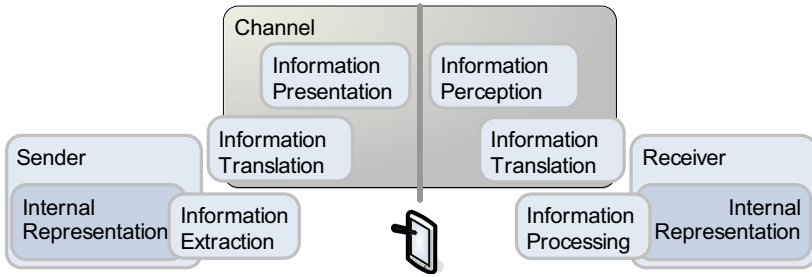 Channel
Information
Presentation
Information
Perception
Information
Translation
Information
Translation
Sender
Receiver
Internal
Representation
Information
Extraction
Information
Processing
Internal
Representation